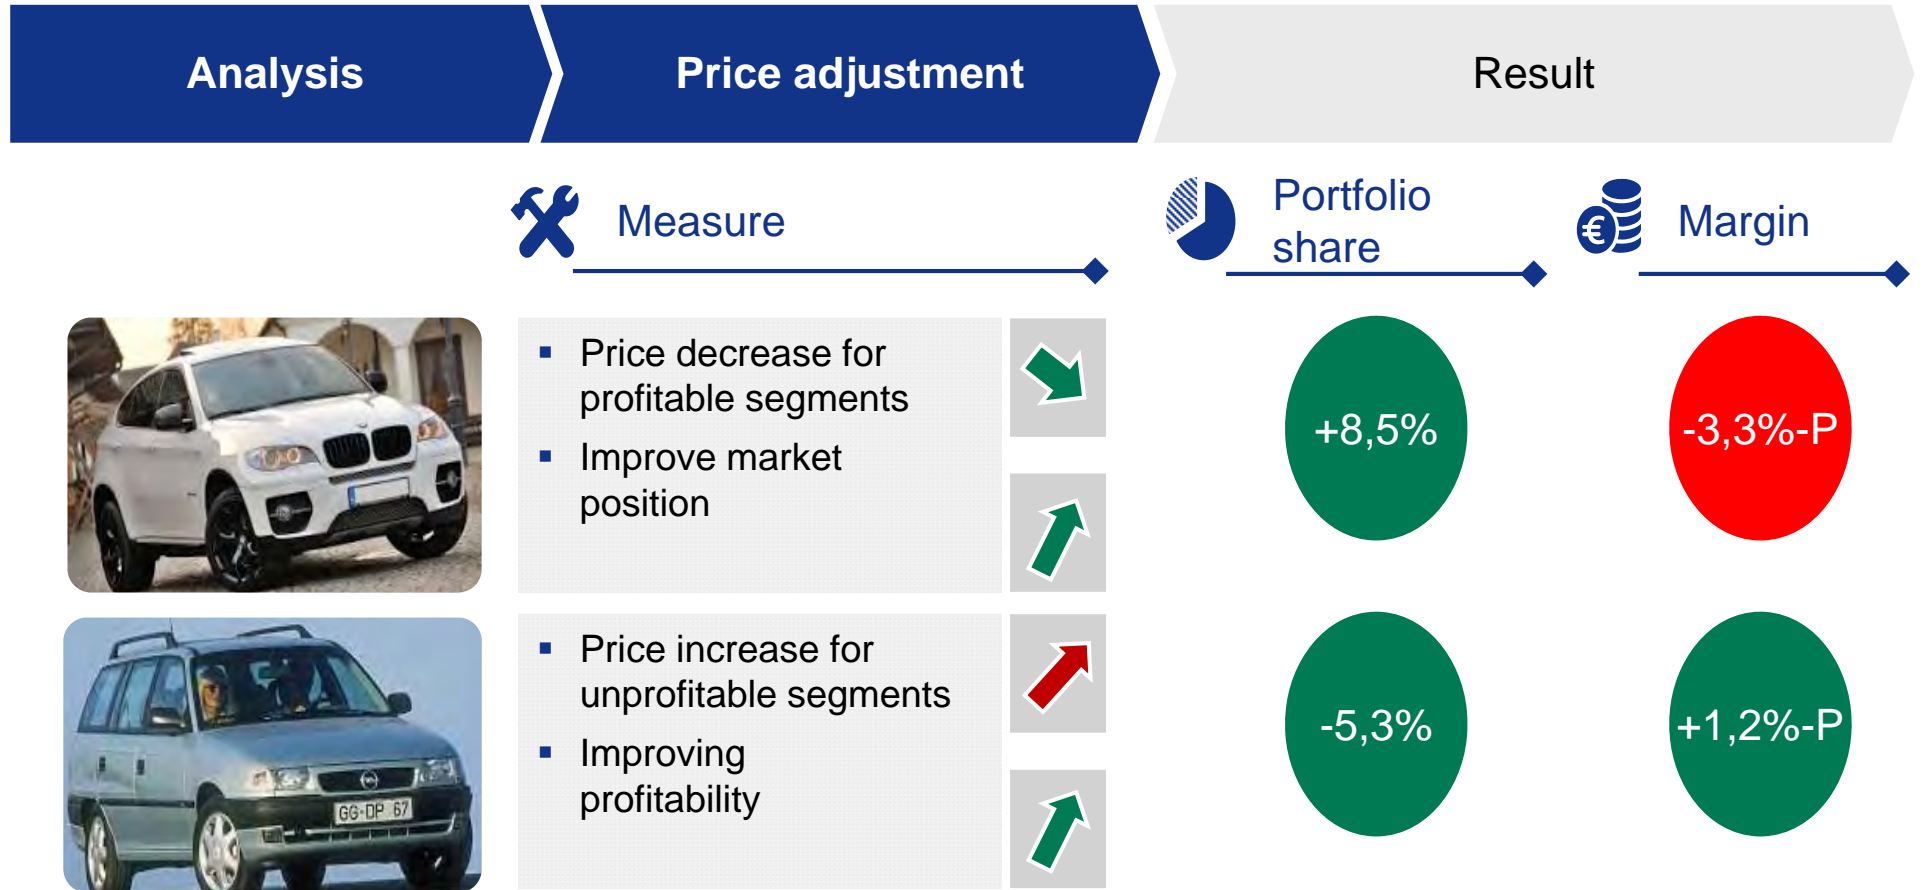 Analysis
Price adjustment
Result
Measure
Portfolio
share
€
Margin
Price decrease for
profitable segments
Improve market
position
+8,5%
-3,3%-P
Price increase for
unprofitable segments
Improving
profitability
-5,3%
+1,2%-P
GG-DP 67